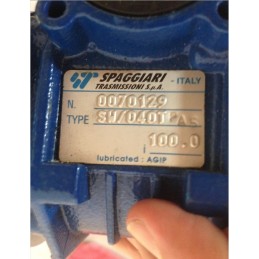 SPAGGIARI - ITALY
TRASMISSIONI S.p.A.
N. 0070129
TYPE
i 100.0
lubricated : AGIP